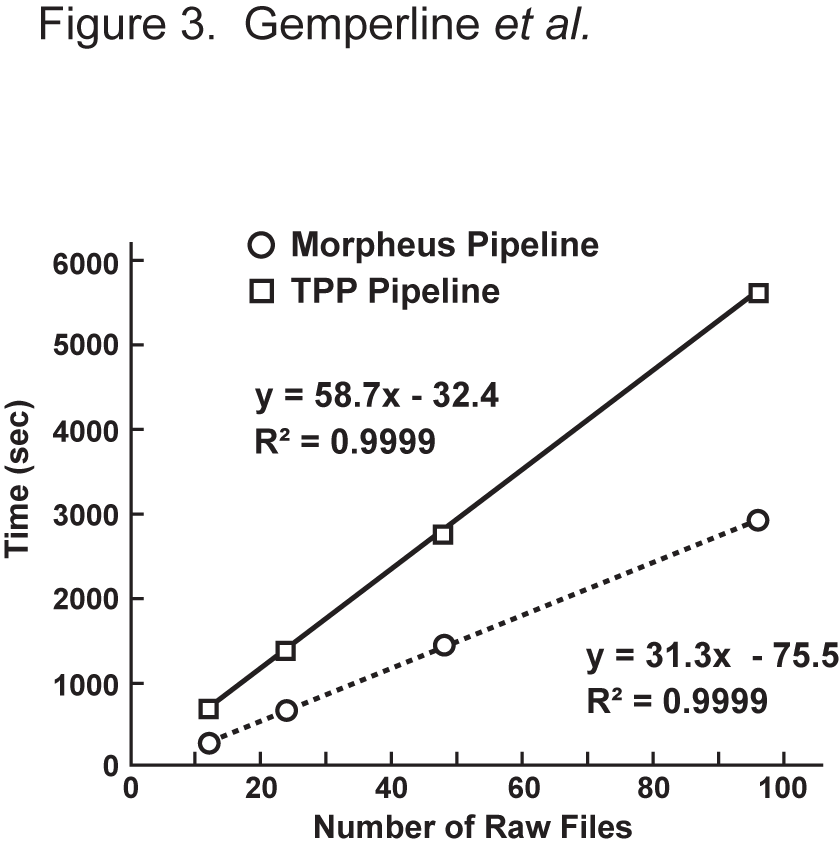 Figure 3.  Gemperline et al.
Morpheus Pipeline
TPP Pipeline
6000
5000
4000
3000
2000
1000
0
Time (sec)
y = 58.7x - 32.4
R² = 0.9999
y = 31.3x  - 75.5
R² = 0.9999
0 20 40 60 80 100
Number of Raw Files